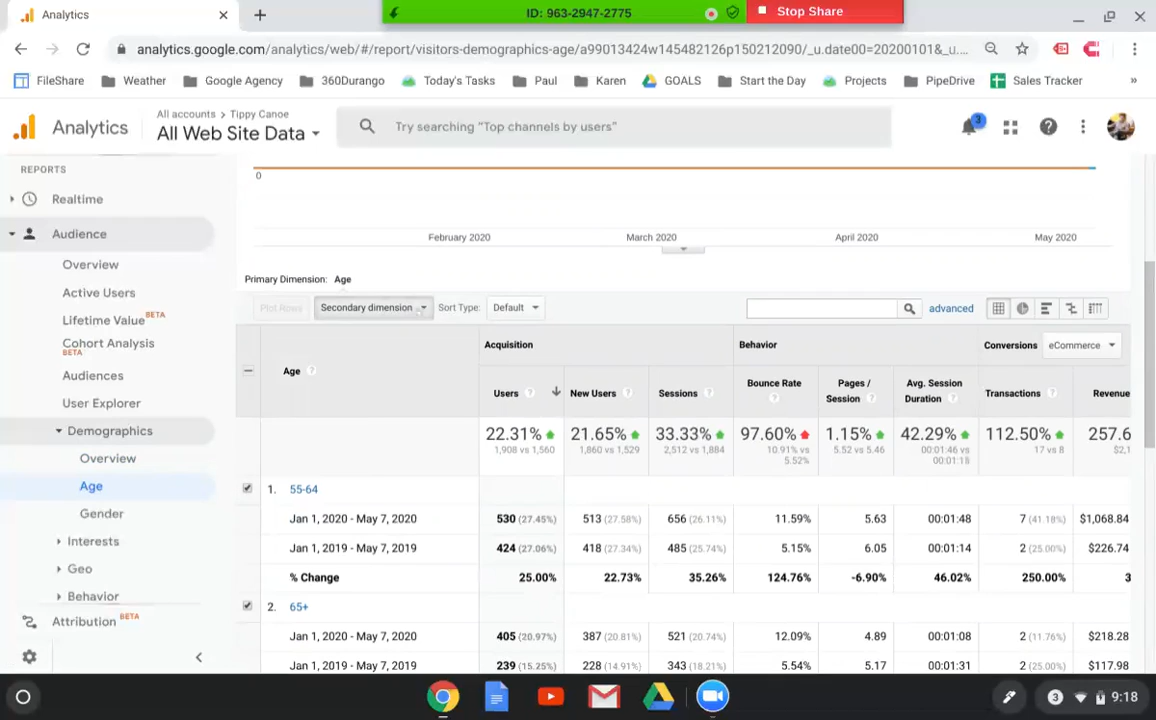 Analytics
ID: 963-2947-2775
Stop Share
analytics.google.com/analytics/web/#/report/visitors-demographics-age/a99013424w145482126p150212090/_u.date00=20200101&_u....
FileShare Weather Google Agency 360Durango Today's Tasks Paul Karen GOALS Start the Day Projects PipeDrive Sales Tracker »
Analytics
All accounts > Tippy Canoe
All Web Site Data
Try searching "Top channels by users"
3
REPORTS
Realtime
Audience
Overview
Active Users
Lifetime Value BETA
Cohort Analysis
BETA
Audiences
User Explorer
Demographics
Overview
Age
Gender
Interests
Geo
Behavior
Attribution BETA
0
February 2020 March 2020 April 2020 May 2020
Primary Dimension: Age
Plot Rows Secondary dimension Sort Type: Default advanced
Acquisition Behavior Conversions eCommerce
Age Users New Users Sessions Bounce Rate Pages / Session Avg. Session Duration Transactions Revenue
22.31% 21.65% 33.33% 97.60% 1.15% 42.29% 112.50% 257.6
1,908 vs 1,560 1,860 vs 1,529 2,512 vs 1,884 10.91% vs 5.52% 5.52 vs 5.46 00:01:46 vs 00:01:15 17 vs 8 $2,1
1. 55-64
Jan 1, 2020 - May 7, 2020 530 (27.45%) 513 (27.58%) 656 (26.11%) 11.59% 5.63 00:01:48 7 (41.18%) $1,068.84
Jan 1, 2019 - May 7, 2019 424 (27.06%) 418 (27.34%) 485 (25.74%) 5.15% 6.05 00:01:14 2 (25.00%) $226.74
% Change 25.00% 22.73% 35.26% 124.76% -6.90% 46.02% 250.00% 3
2. 65+
Jan 1, 2020 - May 7, 2020 405 (20.97%) 387 (20.81%) 521 (20.74%) 12.09% 4.89 00:01:08 2 (11.76%) $218.28
Jan 1, 2019 - May 7, 2019 239 (15.25%) 228 (14.91%) 343 (18.21%) 5.54% 5.17 00:01:31 2 (25.00%) $117.98
3 9:18